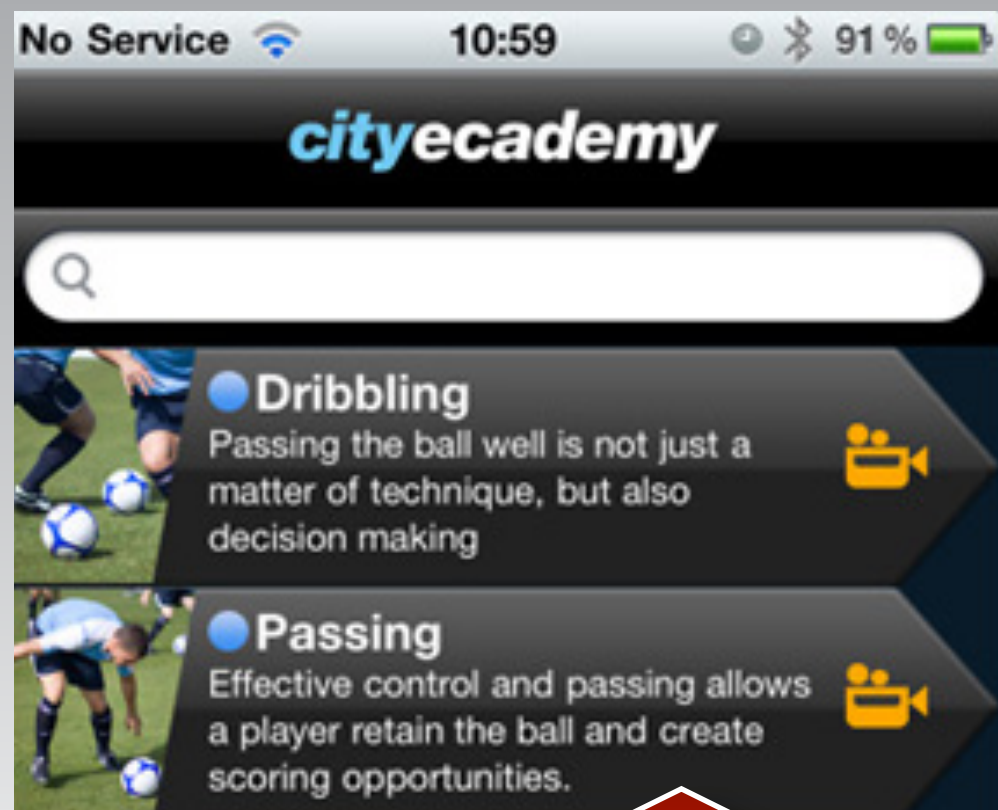 No Service 10:59 91%
cityecademy
Dribbling
Passing the ball well is not just a
matter of technique, but also
decision making
Passing
Effective control and passing allows
a player retain the ball and create
scoring opportunities.